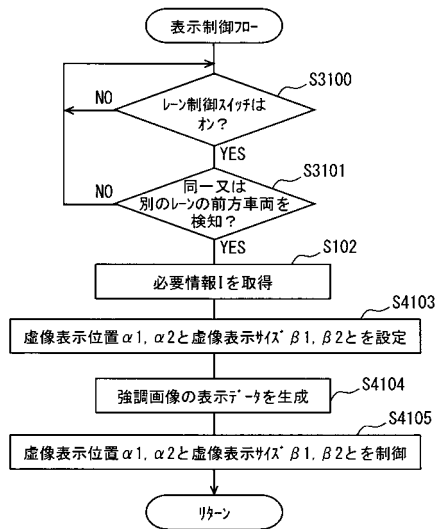 表示制御フロー
S3100
レーン制御スイッチは
オン？
NO
YES
S3101
同一又は
別のレーンの前方車両を
検知？
NO
YES
S102
必要情報Iを取得
S4103
虚像表示位置α1, α2と虚像表示サイズβ1, β2とを設定
S4104
強調画像の表示データを生成
S4105
虚像表示位置α1, α2と虚像表示サイズβ1, β2とを制御
リターン